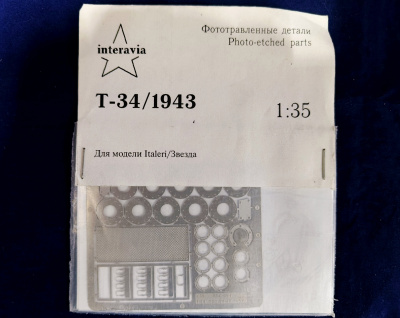 interavia
Фототравленные детали
Photo-etched parts
T-34/1943
1:35
Для модели Italeri/Звезда